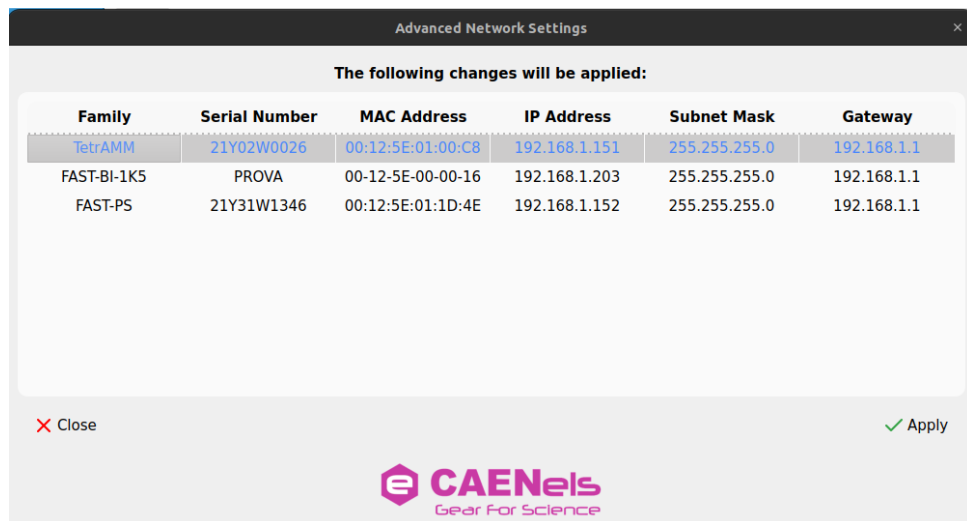 Advanced Network Settings ×
The following changes will be applied:
Family Serial Number MAC Address IP Address Subnet Mask Gateway
TetrAMM 21Y02W0026 00:12:5E:01:00:C8 192.168.1.151 255.255.255.0 192.168.1.1
FAST-BI-1K5 PROVA 00-12-5E-00-00-16 192.168.1.203 255.255.255.0 192.168.1.1
FAST-PS 21Y31W1346 00:12:5E:01:1D:4E 192.168.1.152 255.255.255.0 192.168.1.1
Close Apply
e CAENels
Gear For Science